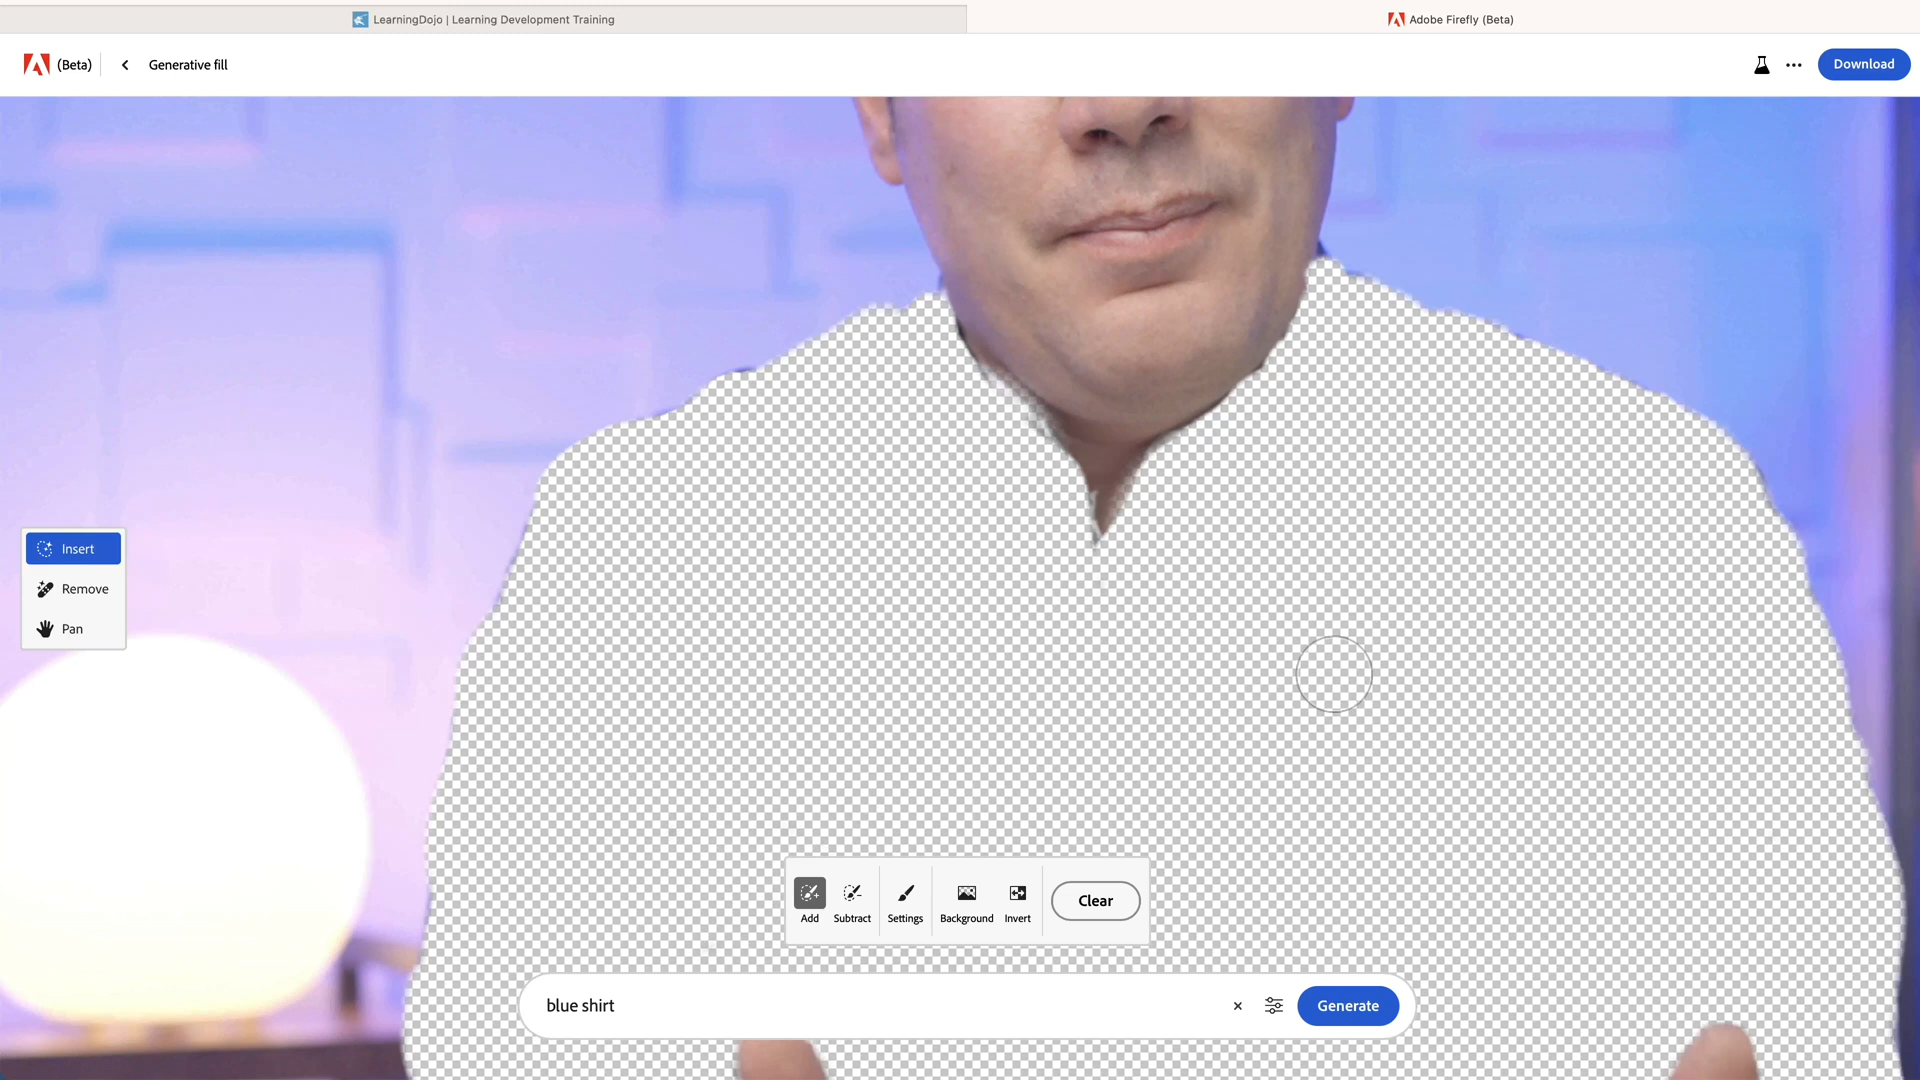 LearningDojo | Learning Development Training
Adobe Firefly (Beta)
(Beta)
Generative fill
Download
Insert
Remove
Pan
Add
Subtract
Settings
Background
Invert
Clear
blue shirt
Generate